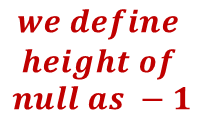 we define
height of
null as − 1